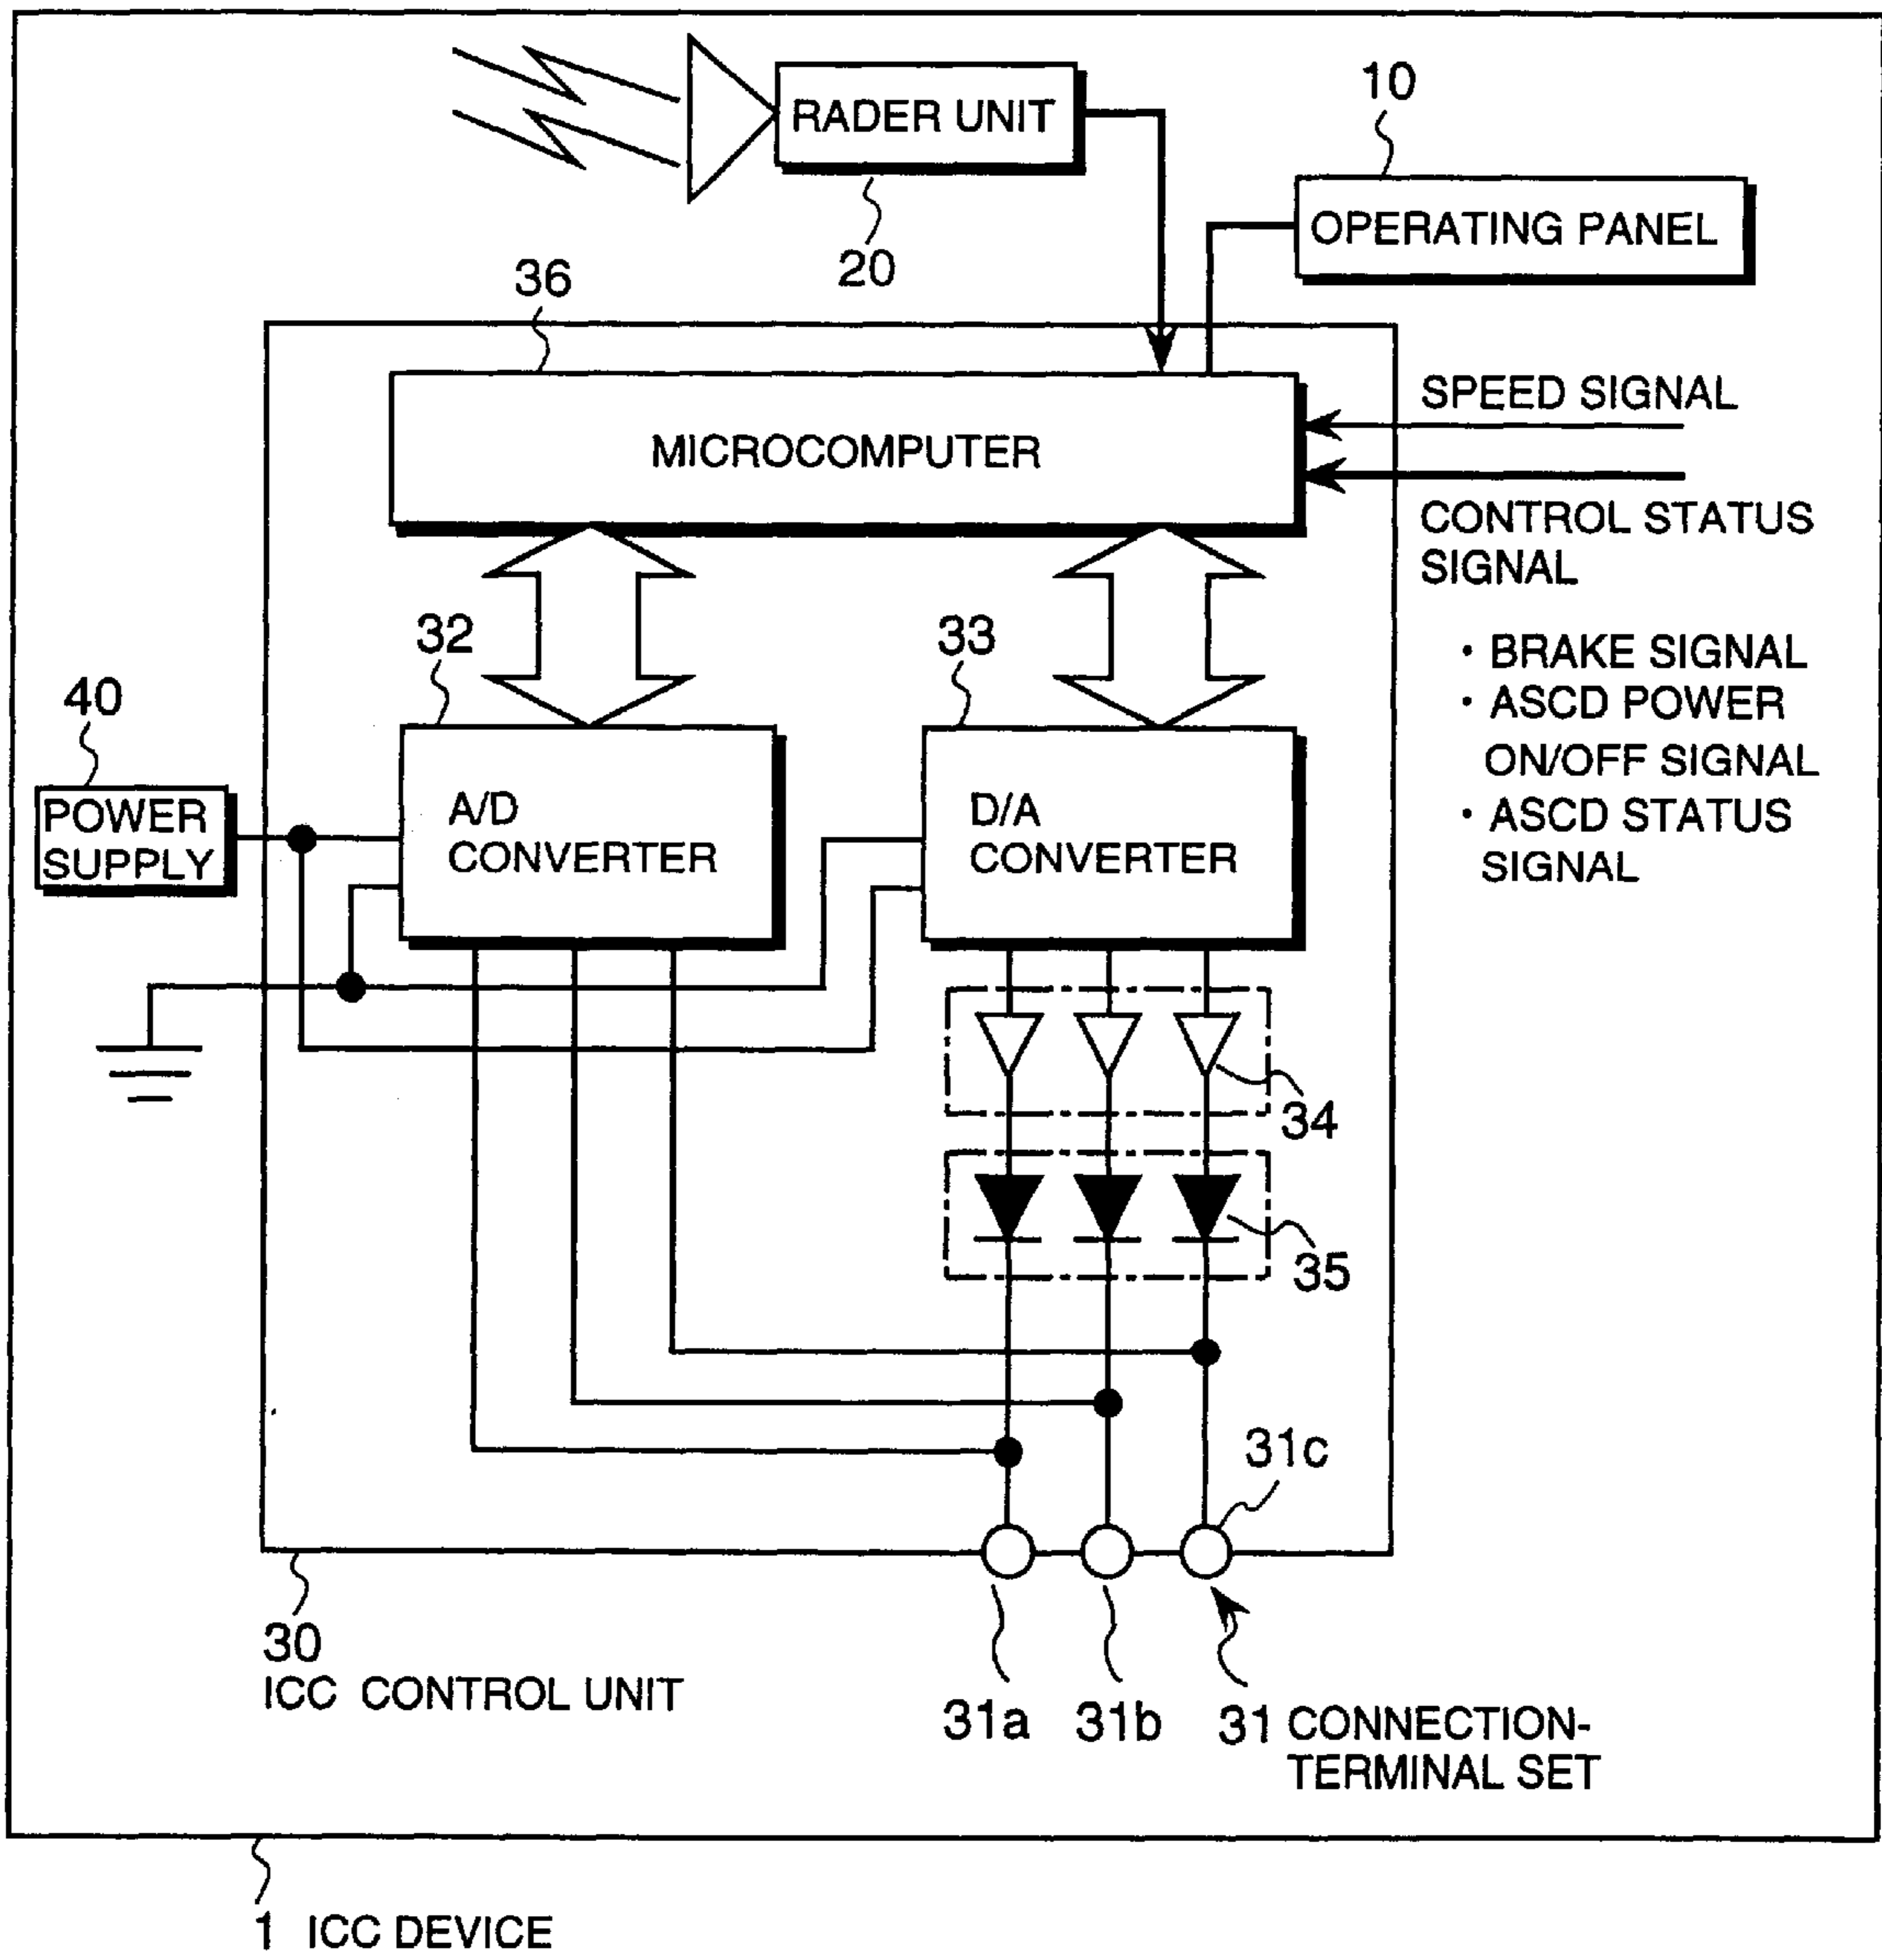 RADER UNIT
10
OPERATING PANEL
20
36
MICROCOMPUTER
SPEED SIGNAL
CONTROL STATUS
SIGNAL
32
33
・BRAKE SIGNAL
・ASCD POWER
ON/OFF SIGNAL
・ASCD STATUS
SIGNAL
40
POWER
SUPPLY
A/D
CONVERTER
D/A
CONVERTER
34
35
31c
30
ICC CONTROL UNIT
31a
31b
31 CONNECTION-
TERMINAL SET
1 ICC DEVICE